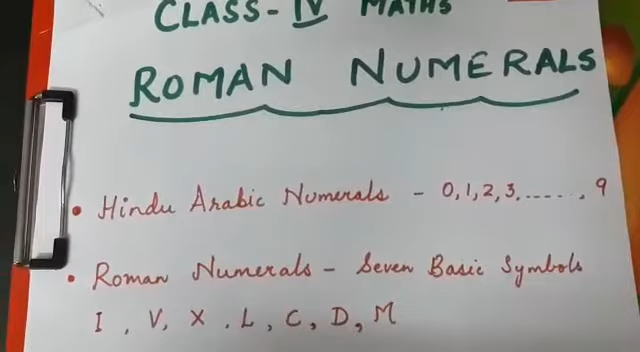 CLASS-IV MATHS
ROMAN NUMERALS
• Hindu Arabic Numerals - 0,1,2,3,......, 9
• Roman Numerals - Seven Basic Symbols
I, V, X, L, C, D, M